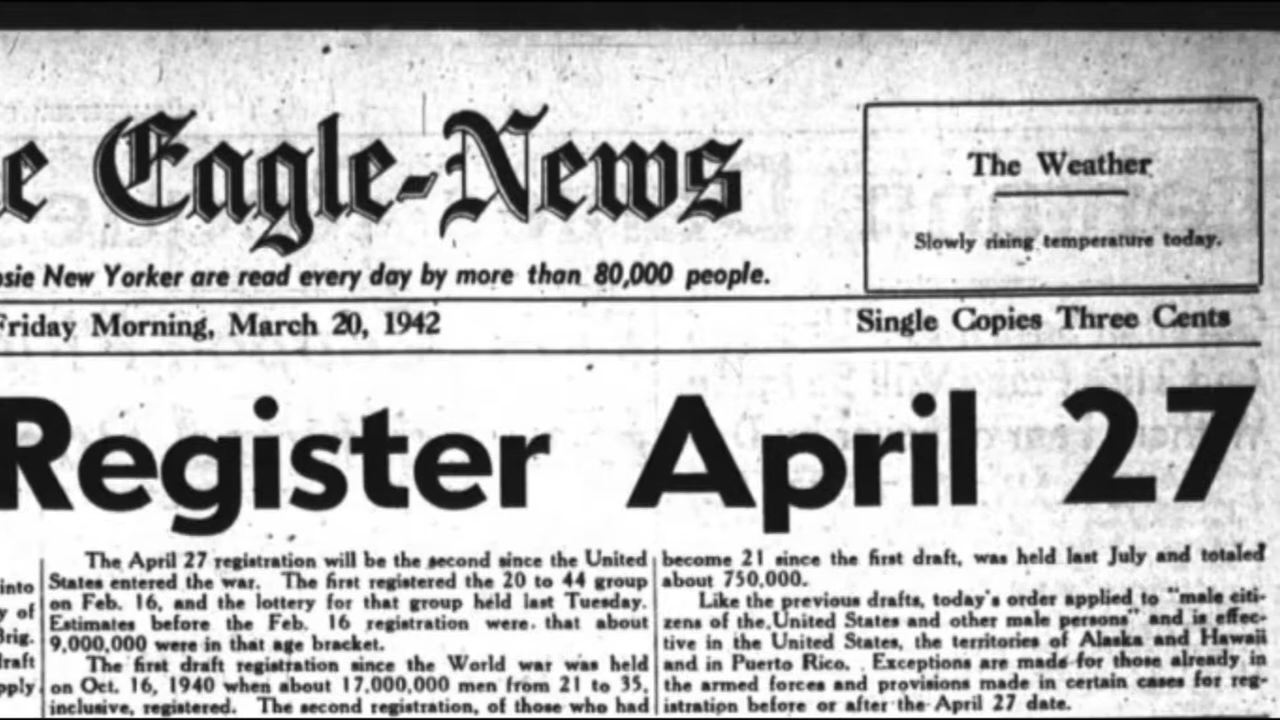 e Eagle-News
The Weather
Slowly rising temperature today.
sie New Yorker are read every day by more than 80,000 people.
Friday Morning, March 20, 1942
Single Copies Three Cents
Register April 27
into
y of
Brig.
draft
pply
The April 27 registration will be the second since the United
States entered the war. The first registered the 20 to 44 group
on Feb. 16, and the lottery for that group held last Tuesday.
Estimates before the Feb. 16 registration were that about
9,000,000 were in that age bracket.
The first draft registration since the World war was held
on Oct. 16, 1940 when about 17,000,000 men from 21 to 35,
inclusive, registered. The second registration, of those who had
become 21 since the first draft, was held last July and totaled
about 750,000.
Like the previous drafts, today's order applied to "male citi-
zens of the United States and other male persons" and is effec-
tive in the United States, the territories of Alaska and Hawaii
and in Puerto Rico. Exceptions are made for those already in
the armed forces and provisions made in certain cases for reg-
istration before or after the April 27 date.